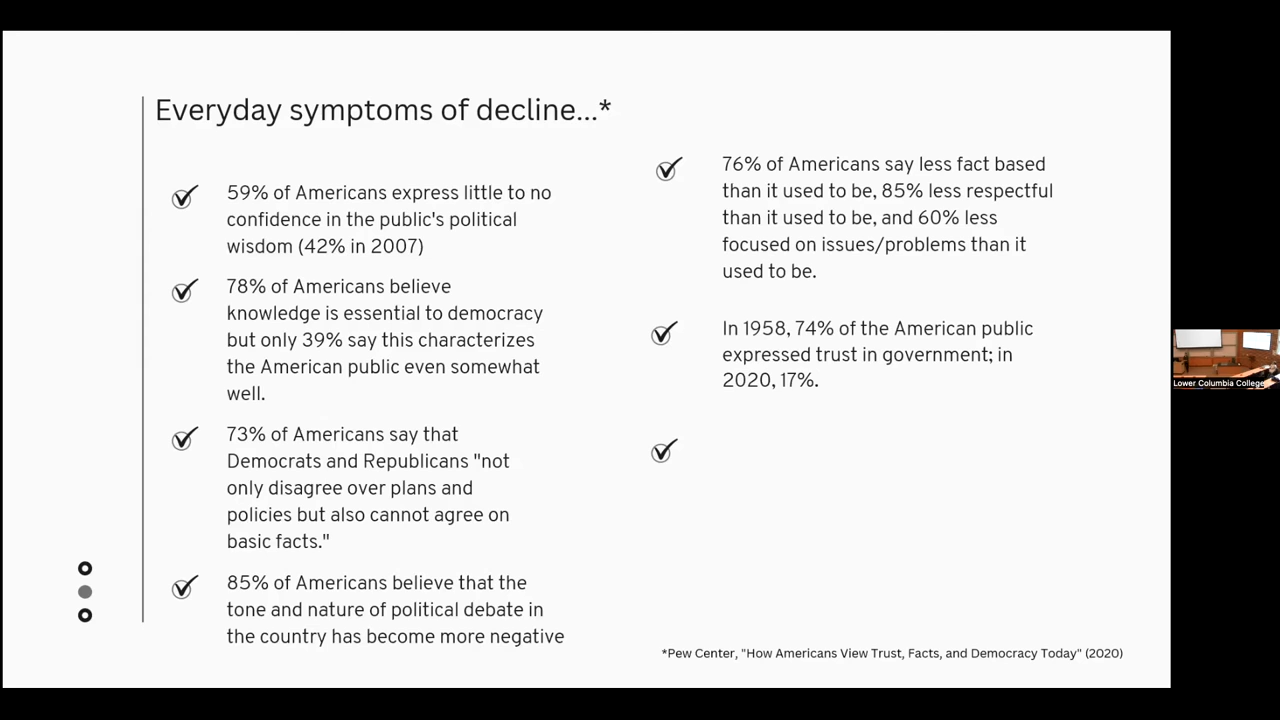 Everyday symptoms of decline...*
59% of Americans express little to no
confidence in the public's political
wisdom (42% in 2007)
78% of Americans believe
knowledge is essential to democracy
but only 39% say this characterizes
the American public even somewhat
well.
73% of Americans say that
Democrats and Republicans "not
only disagree over plans and
policies but also cannot agree on
basic facts."
85% of Americans believe that the
tone and nature of political debate in
the country has become more negative
76% of Americans say less fact based
than it used to be, 85% less respectful
than it used to be, and 60% less
focused on issues/problems than it
used to be.
In 1958, 74% of the American public
expressed trust in government; in
2020, 17%.
*Pew Center, "How Americans View Trust, Facts, and Democracy Today" (2020)
Lower Columbia College